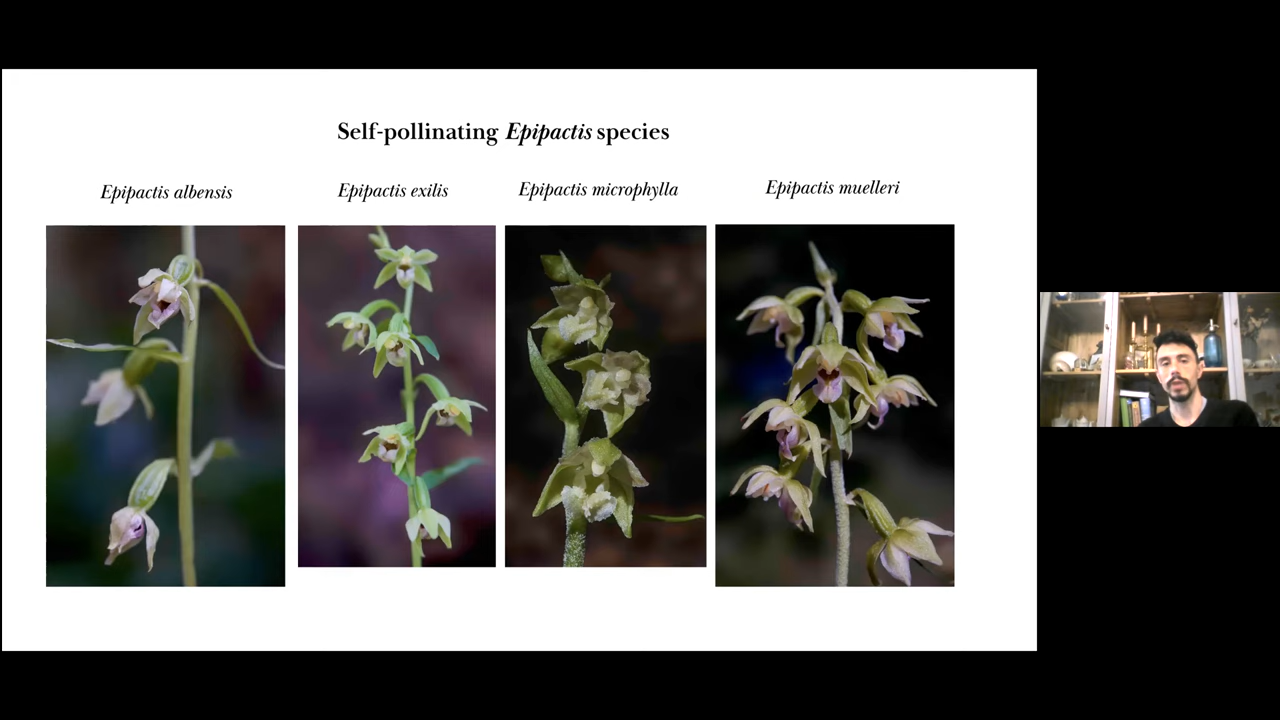 Self-pollinating Epipactis species
Epipactis albensis
Epipactis exilis
Epipactis microphylla
Epipactis muelleri